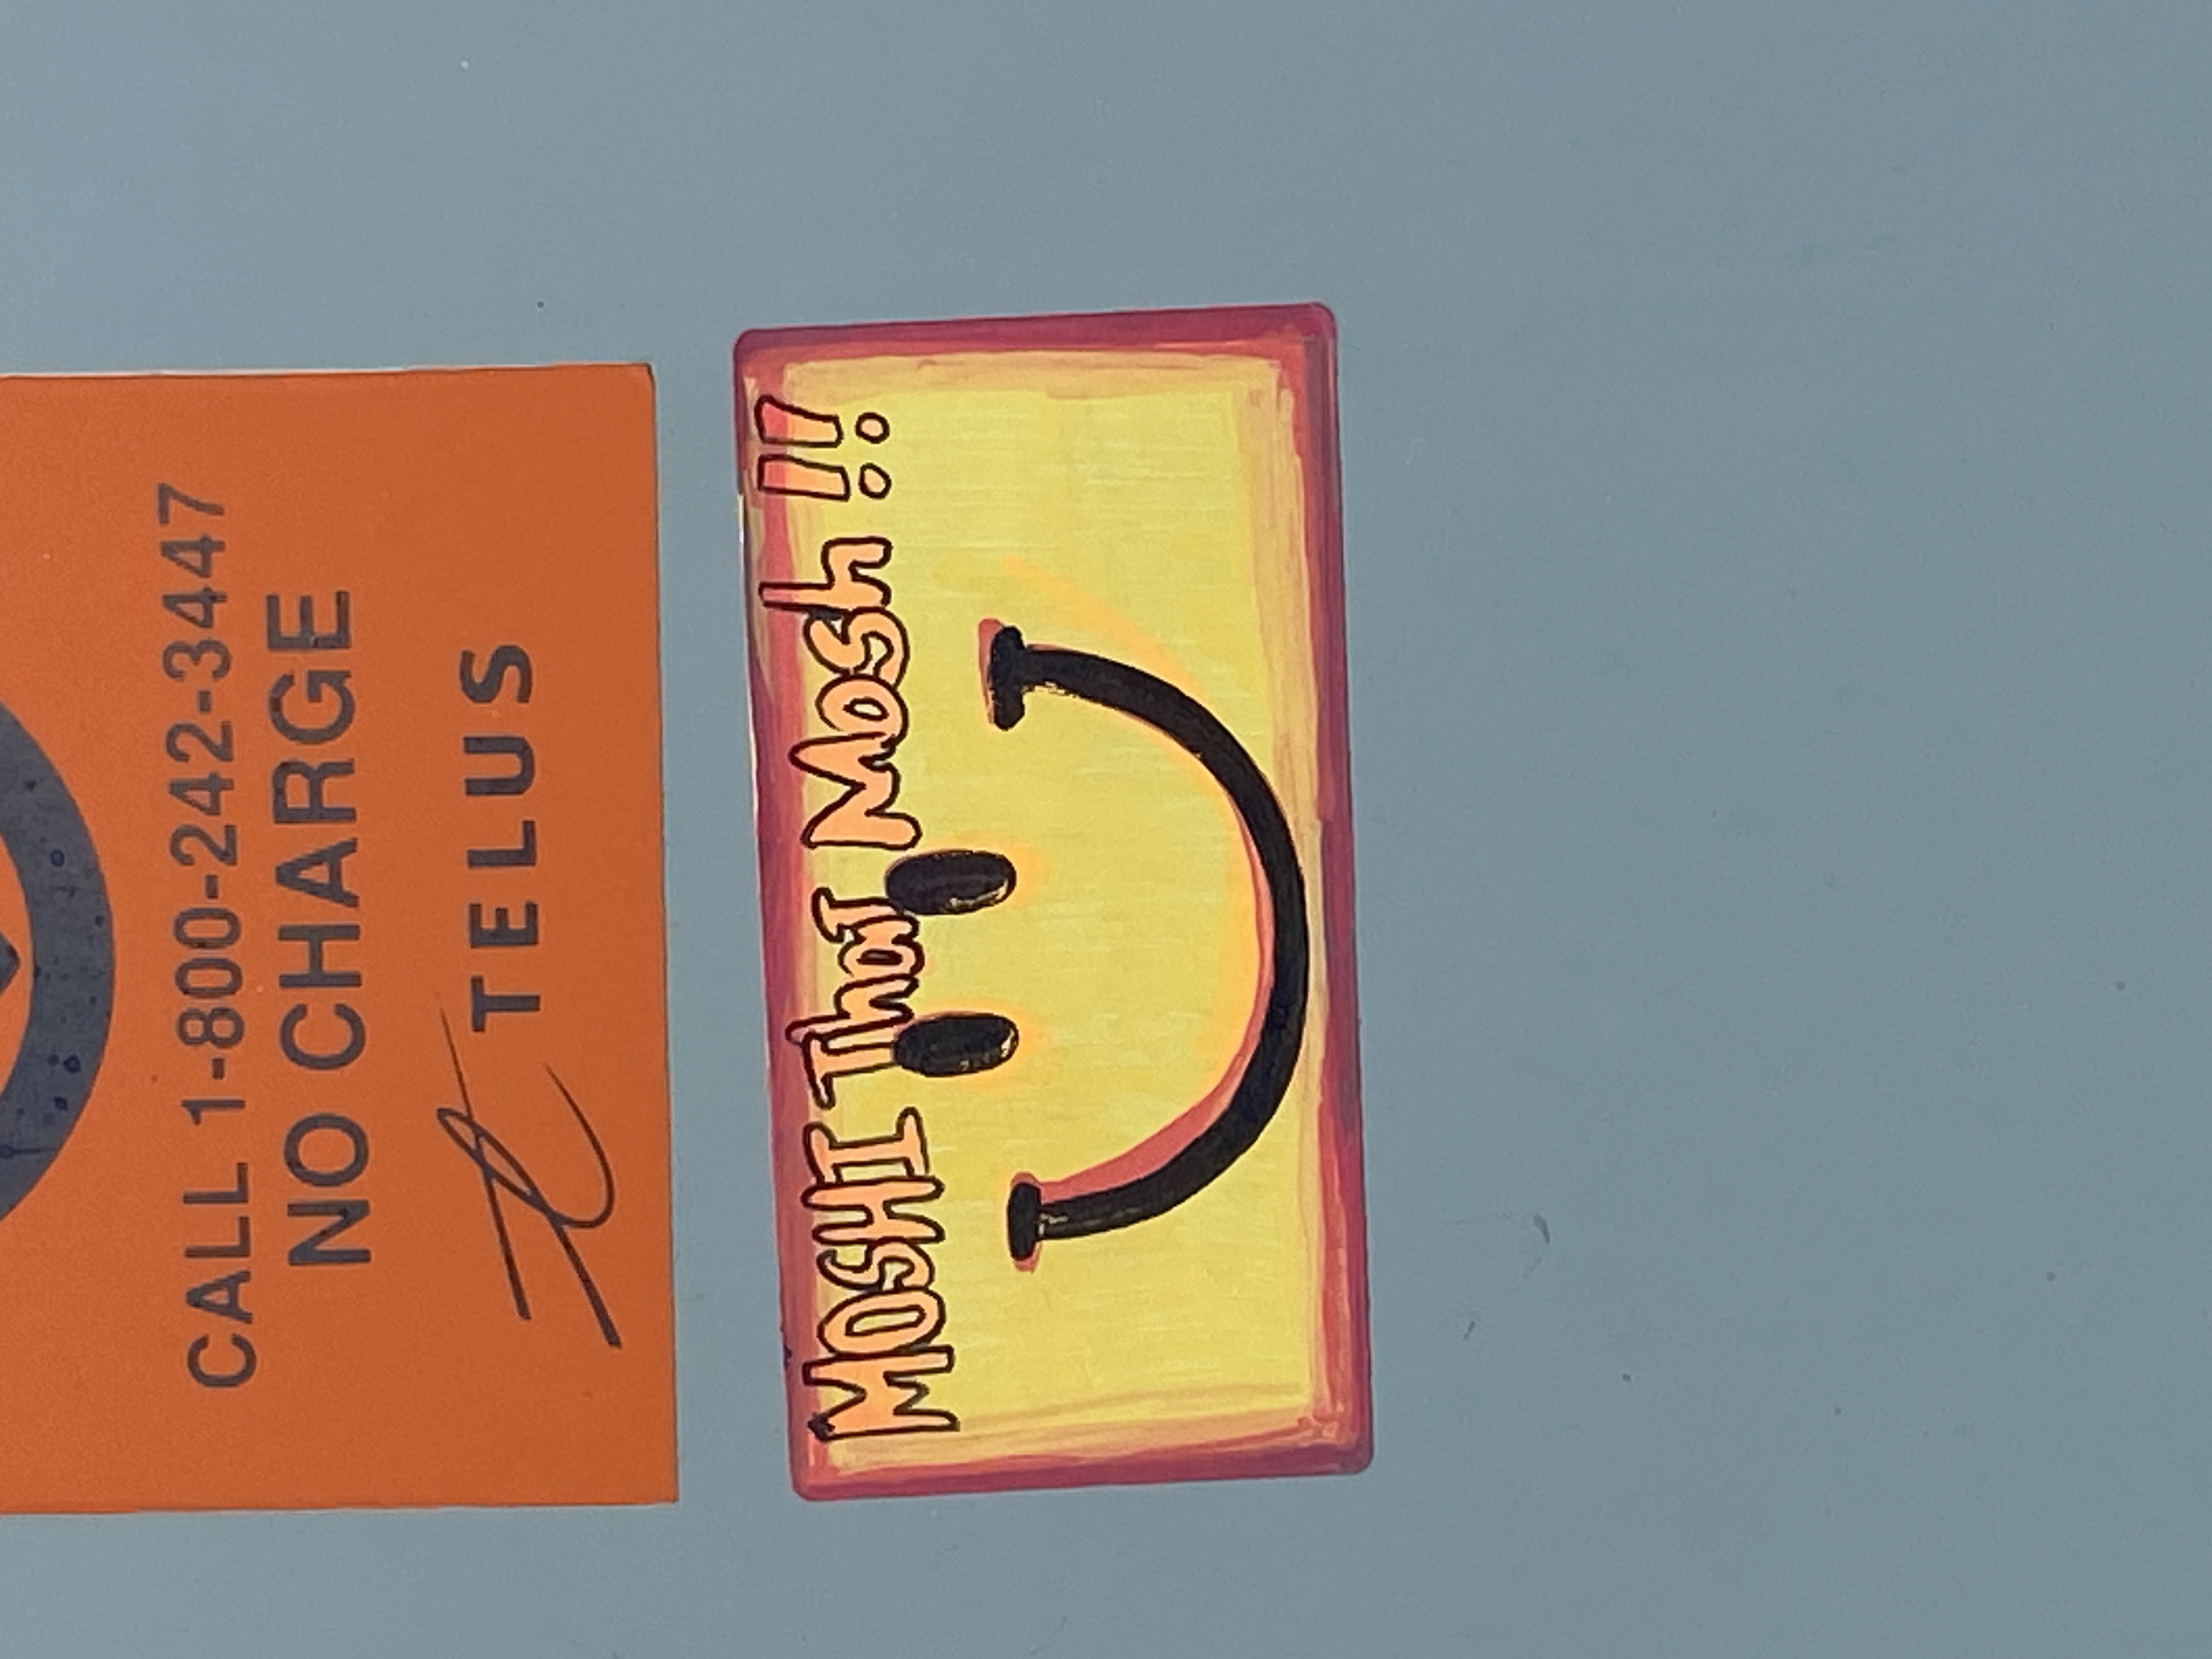 CALL 1-800-242-3447
NO CHARGE
TELUS
MOSHI That Mosh !!